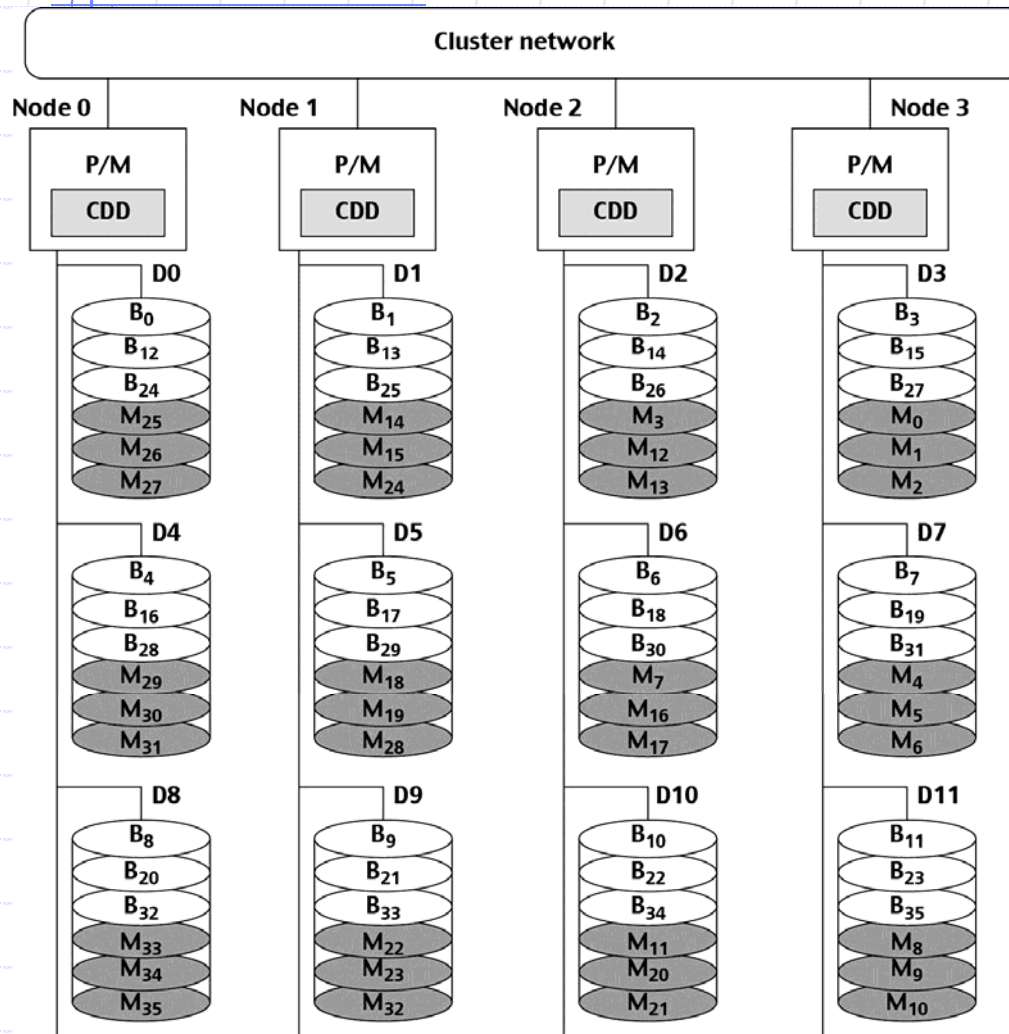 Cluster network
Node 0 Node 1 Node 2 Node 3
P/M P/M P/M P/M
CDD CDD CDD CDD
D0 D1 D2 D3
B0 B1 B2 B3
B12 B13 B14 B15
B24 B25 B26 B27
M25 M14 M3 M0
M26 M15 M12 M1
M27 M24 M13 M2
D4 D5 D6 D7
B4 B5 B6 B7
B16 B17 B18 B19
B28 B29 B30 B31
M29 M18 M7 M4
M30 M19 M16 M5
M31 M28 M17 M6
D8 D9 D10 D11
B8 B9 B10 B11
B20 B21 B22 B23
B32 B33 B34 B35
M33 M22 M11 M8
M34 M23 M20 M9
M35 M32 M21 M10